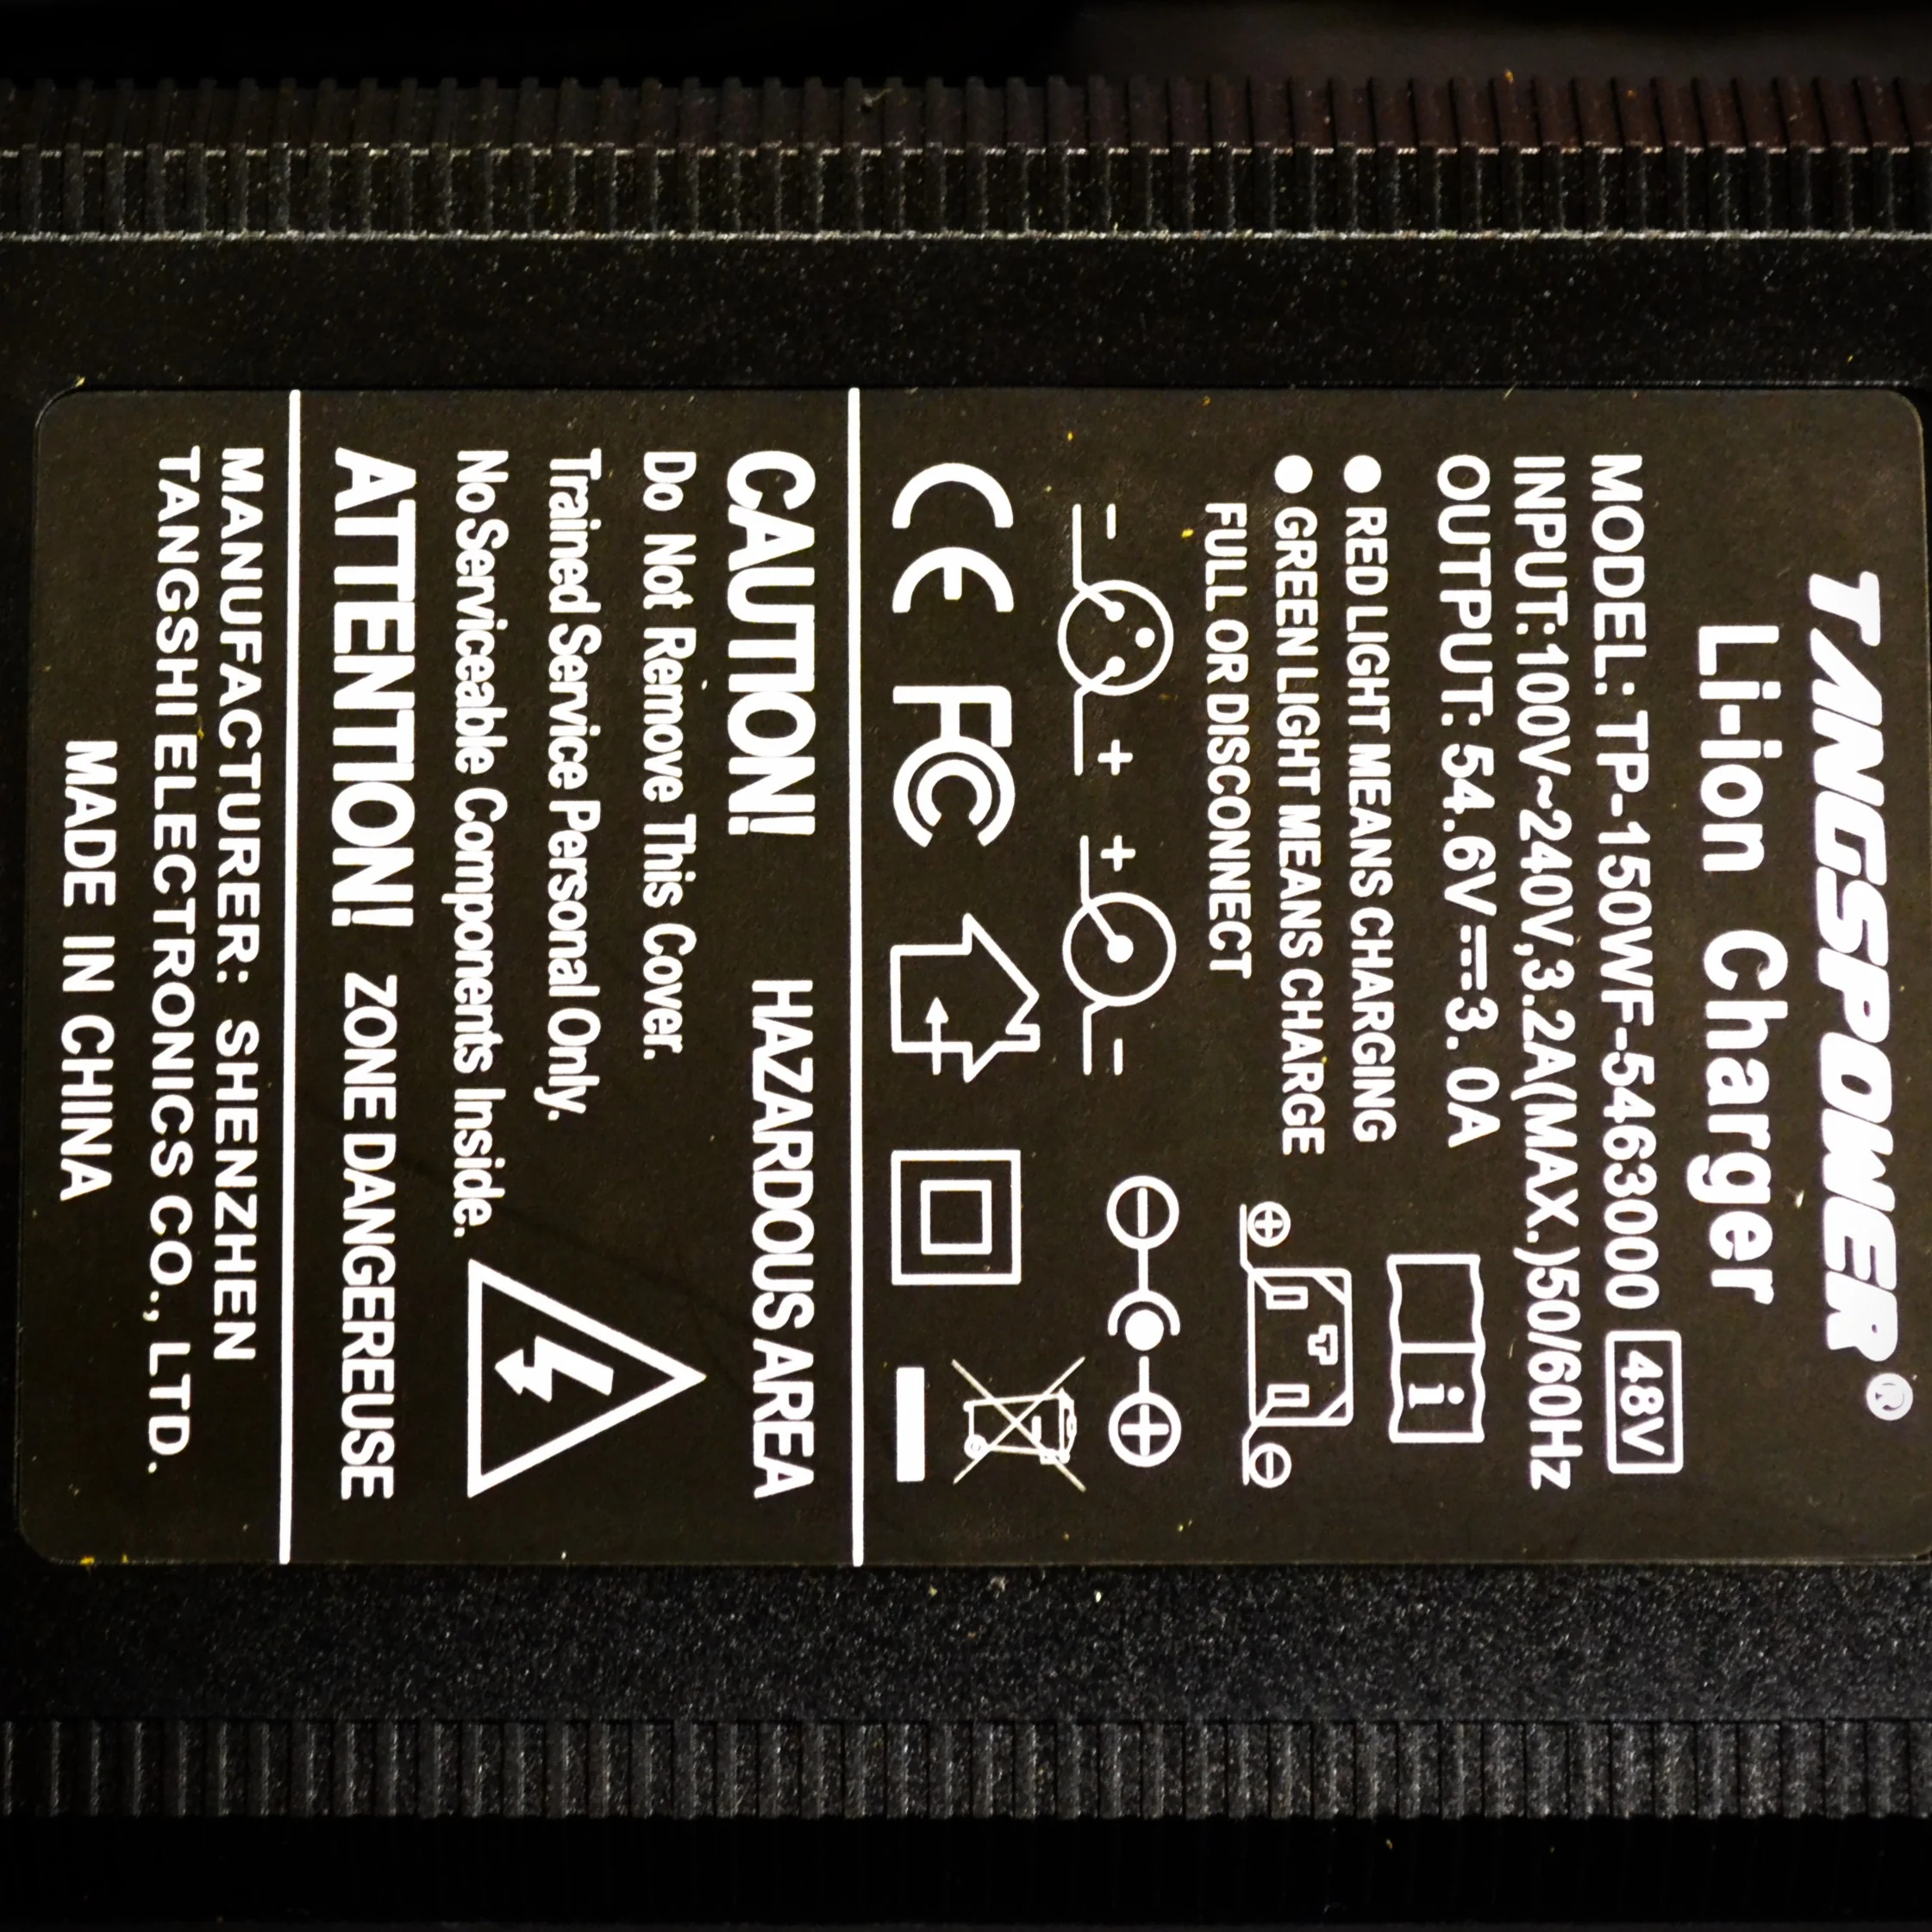 TANGSPOWER®
Li-ion Charger
MODEL: TP-150WF-5463000 48V
INPUT:100V~240V,3.2A(MAX.)50/60Hz
OUTPUT: 54.6V⎓3.0A
● RED LIGHT MEANS CHARGING
● GREEN LIGHT MEANS CHARGE
FULL OR DISCONNECT
i
- + + -
CE FC
CAUTION! HAZARDOUS AREA
Do Not Remove This Cover.
Trained Service Personal Only.
No Serviceable Components Inside.
ATTENTION! ZONE DANGEREUSE
MANUFACTURER: SHENZHEN
TANGSHI ELECTRONICS CO., LTD.
MADE IN CHINA